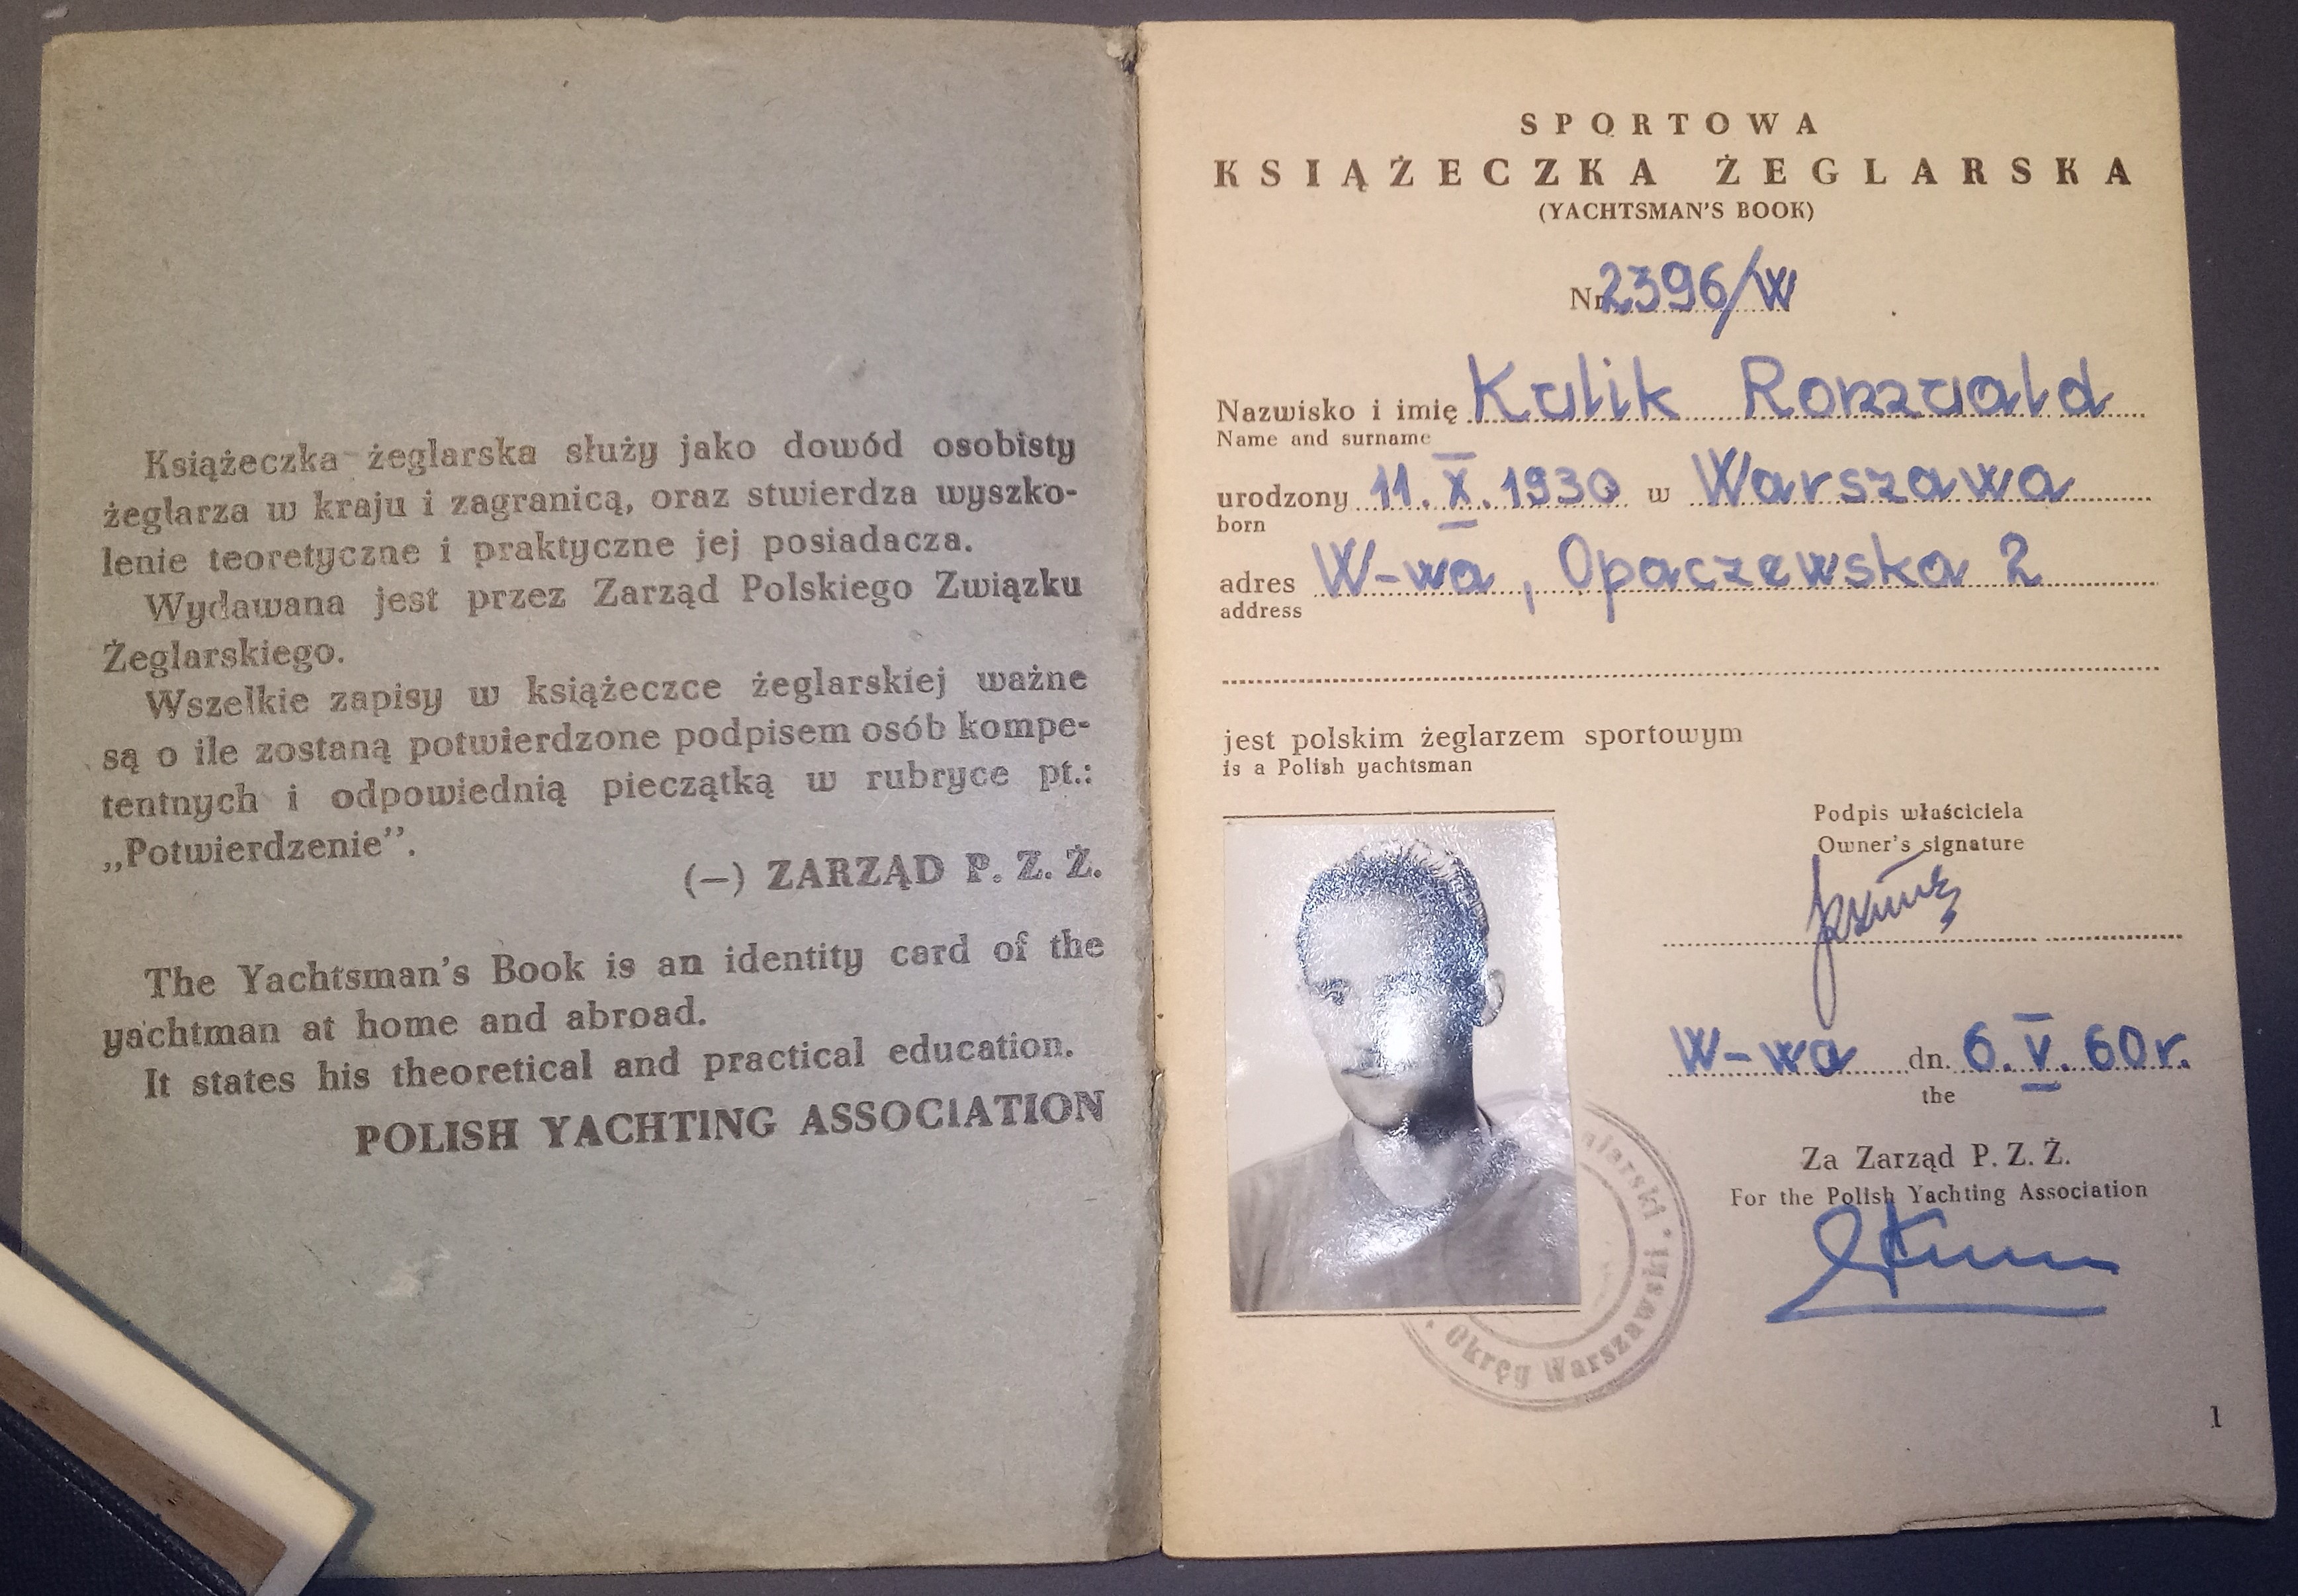 Książeczka żeglarska służy jako dowód osobisty
żeglarza w kraju i zagranicą, oraz stwierdza wyszko-
lenie teoretyczne i praktyczne jej posiadacza.
Wydawana jest przez Zarząd Polskiego Związku
Żeglarskiego.
Wszelkie zapisy w książeczce żeglarskiej ważne
są o ile zostaną potwierdzone podpisem osób kompe-
tentnych i odpowiednią pieczątką w rubryce pt.:
„Potwierdzenie”.
(—) ZARZĄD P. Z. Ż.
The Yachtsman's Book is an identity card of the
yachtman at home and abroad.
It states his theoretical and practical education.
POLISH YACHTING ASSOCIATION
SPORTOWA
KSIĄŻECZKA ŻEGLARSKA
(YACHTSMAN'S BOOK)
Nr 2396/W
Nazwisko i imię Kulik Romuald
Name and surname
urodzony 11.X.1930 w Warszawa
born
adres W-wa, Opaczewska 2
address
jest polskim żeglarzem sportowym
is a Polish yachtsman
Podpis właściciela
Owner's signature
W-wa dn. 6.V.60r.
the
Za Zarząd P. Z. Ż.
For the Polish Yachting Association
Okręg Warszawski
1